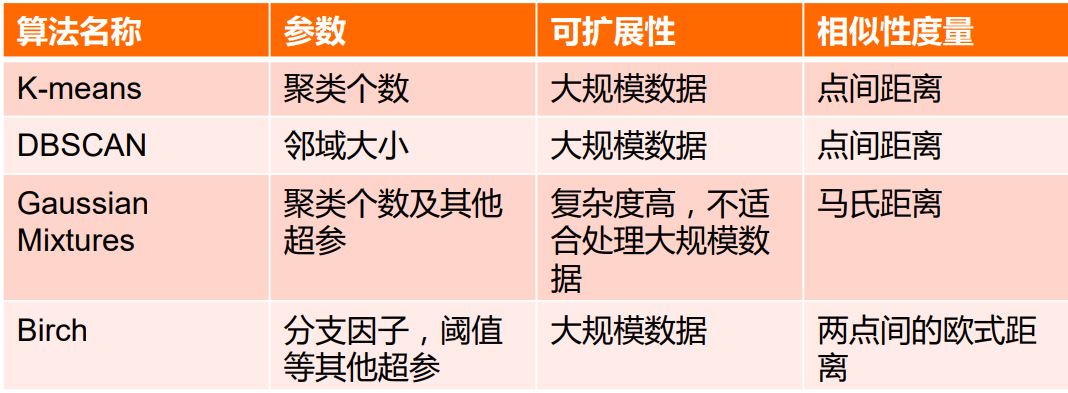 算法名称 参数 可扩展性 相似性度量
K-means 聚类个数 大规模数据 点间距离
DBSCAN 邻域大小 大规模数据 点间距离
Gaussian 聚类个数及其他 复杂度高，不适 马氏距离
Mixtures 超参 合处理大规模数
据
Birch 分支因子，阈值 大规模数据 两点间的欧式距
等其他超参 离